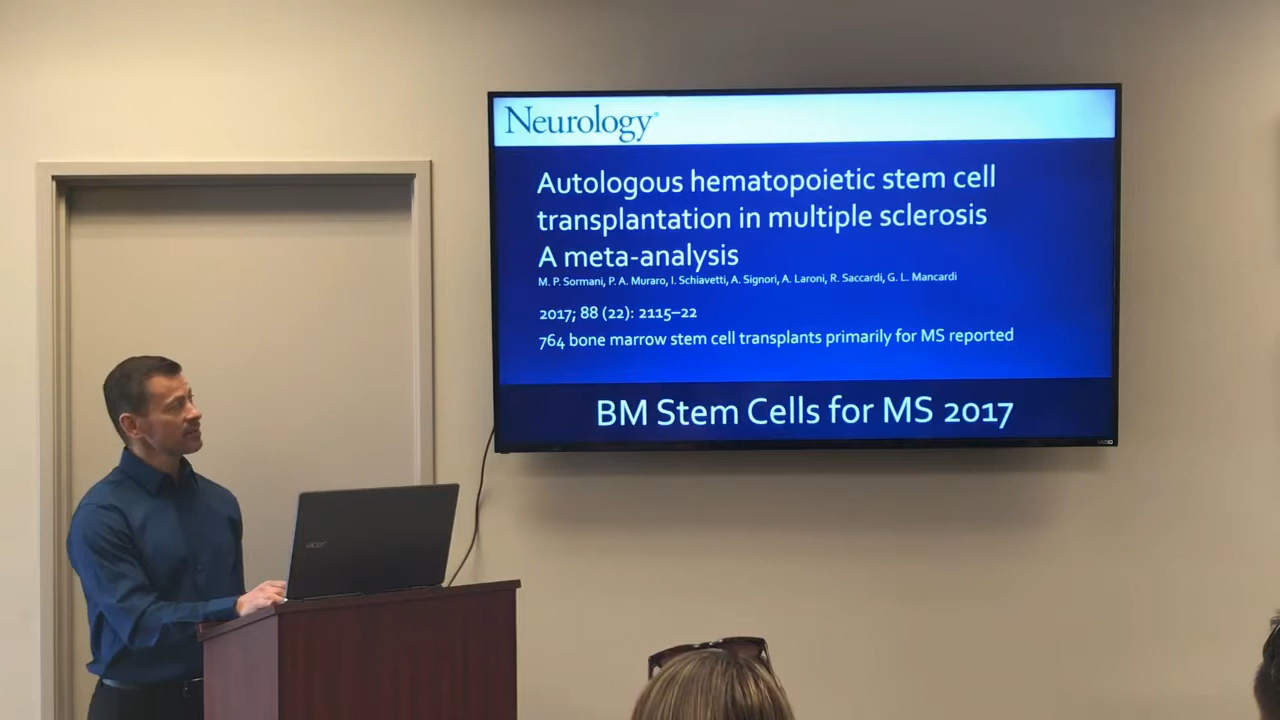 Neurology®
Autologous hematopoietic stem cell
transplantation in multiple sclerosis
A meta-analysis
M. P. Sormani, P. A. Muraro, I. Schiavetti, A. Signori, A. Laroni, R. Saccardi, G. L. Mancardi
2017; 88 (22): 2115–22
764 bone marrow stem cell transplants primarily for MS reported
BM Stem Cells for MS 2017
VIZIO
acer